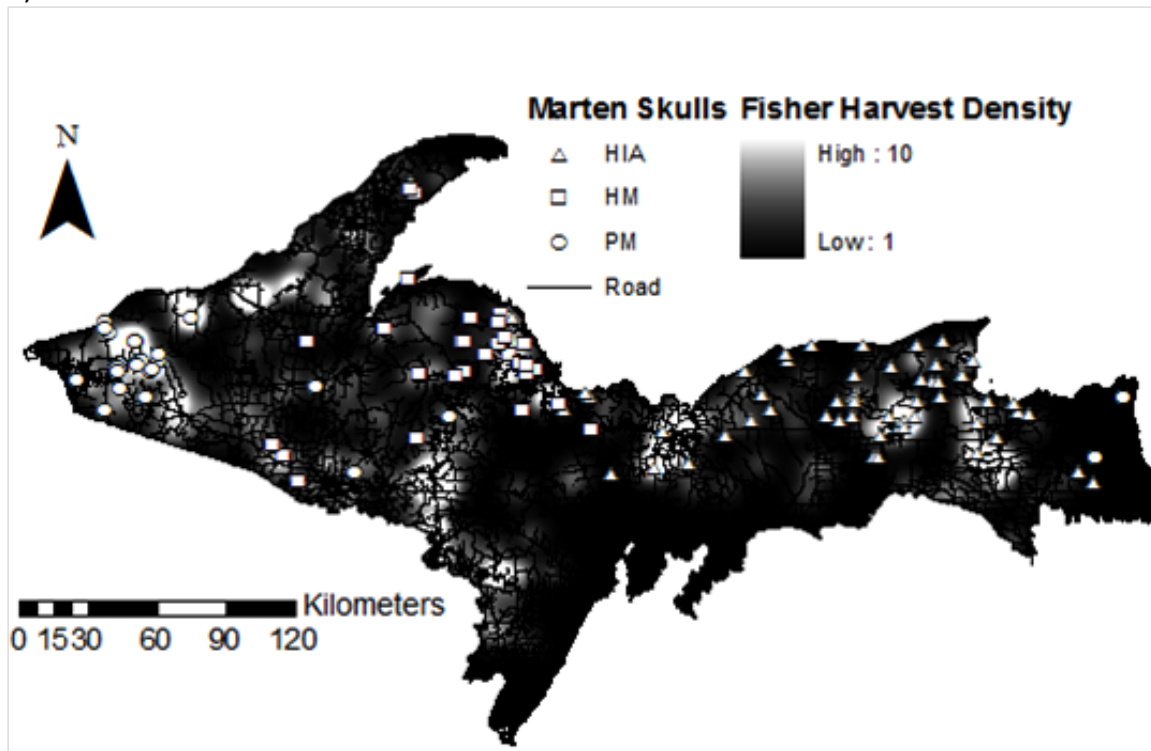 Marten Skulls Fisher Harvest Density
N
HIA
High : 10
HM
PM
Low : 1
Road
Kilometers
0 15 30 60 90 120